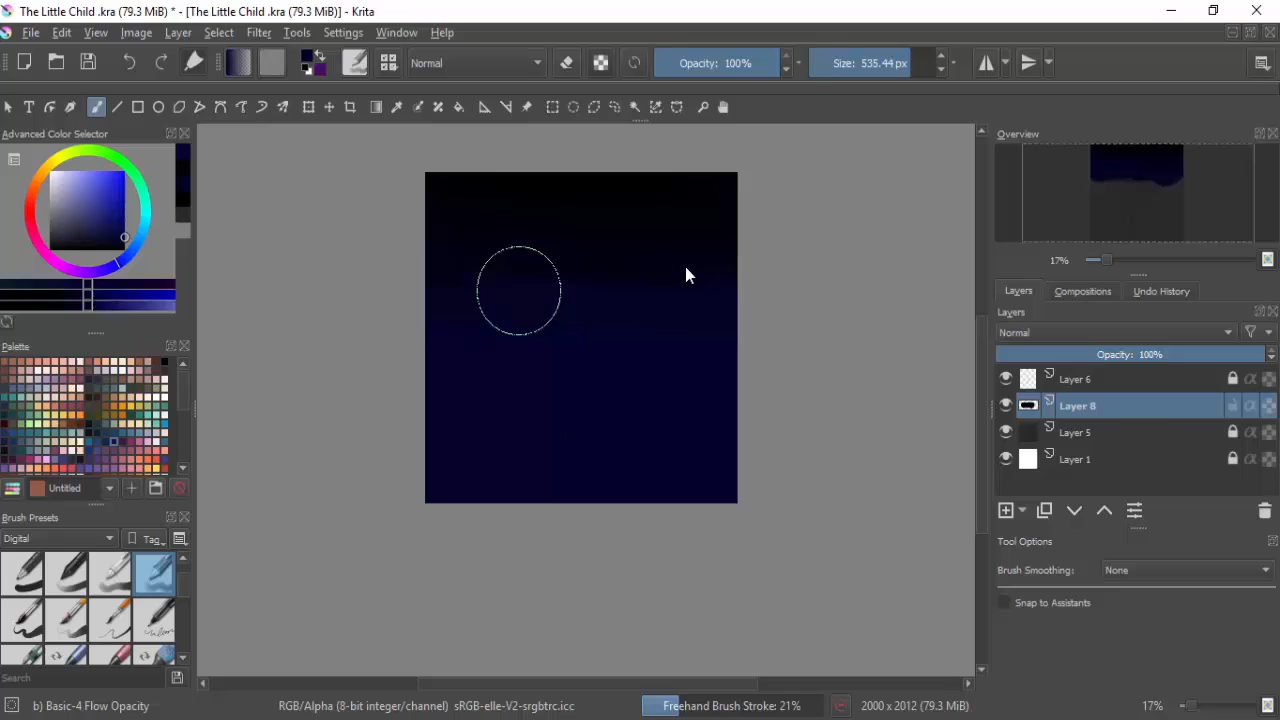 The Little Child .kra (79.3 MiB) * - [The Little Child .kra (79.3 MiB)] - Krita
File Edit View Image Layer Select Filter Tools Settings Window Help
Normal Opacity: 100% Size: 535.44 px
Advanced Color Selector
Overview
17%
Layers Compositions Undo History
Layers
Normal
Opacity: 100%
Layer 6
Layer 8
Layer 5
Layer 1
Palette
Untitled
Brush Presets
Digital Tag
Tool Options
Brush Smoothing: None
Snap to Assistants
Search
b) Basic-4 Flow Opacity RGB/Alpha (8-bit integer/channel) sRGB-elle-V2-srgbtrc.icc Freehand Brush Stroke: 21% 2000 x 2012 (79.3 MiB) 17%